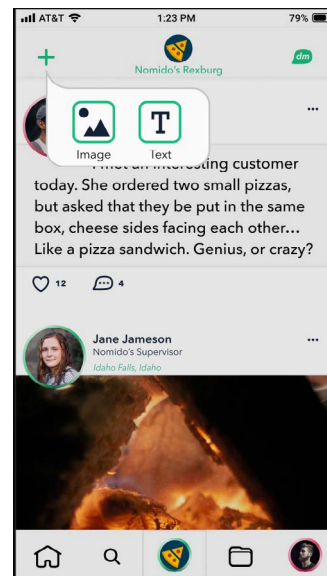 AT&T 1:23 PM 79%
dm
Nomido's Rexburg
T
Image Text
interesting customer
today. She ordered two small pizzas,
but asked that they be put in the same
box, cheese sides facing each other...
Like a pizza sandwich. Genius, or crazy?
12 4
Jane Jameson
Nomido's Supervisor
Idaho Falls, Idaho